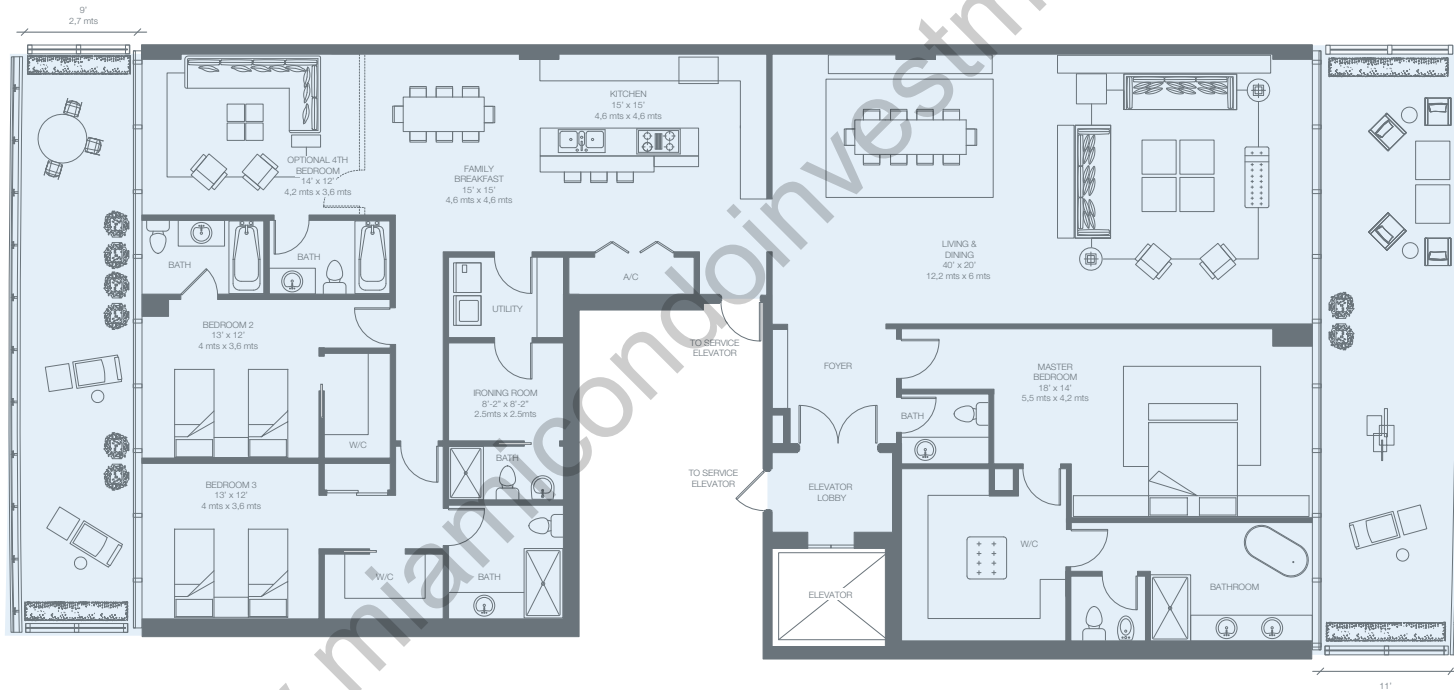 9'
2,7 mts
KITCHEN
15' x 15'
4,6 mts x 4,6 mts
OPTIONAL 4TH
BEDROOM
14' x 12'
4,2 mts x 3,6 mts
FAMILY
BREAKFAST
15' x 15'
4,6 mts x 4,6 mts
LIVING &
DINING
40' x 20'
12,2 mts x 6 mts
BATH
BATH
A/C
UTILITY
BEDROOM 2
13' x 12'
4 mts x 3,6 mts
TO SERVICE
ELEVATOR
FOYER
MASTER
BEDROOM
18' x 14'
5,5 mts x 4,2 mts
IRONING ROOM
8'-2" x 8'-2"
2.5mts x 2.5mts
BATH
W/C
BATH
TO SERVICE
ELEVATOR
BEDROOM 3
13' x 12'
4 mts x 3,6 mts
ELEVATOR
LOBBY
W/C
W/C
BATH
BATHROOM
ELEVATOR
11'
miamicondoinvestm